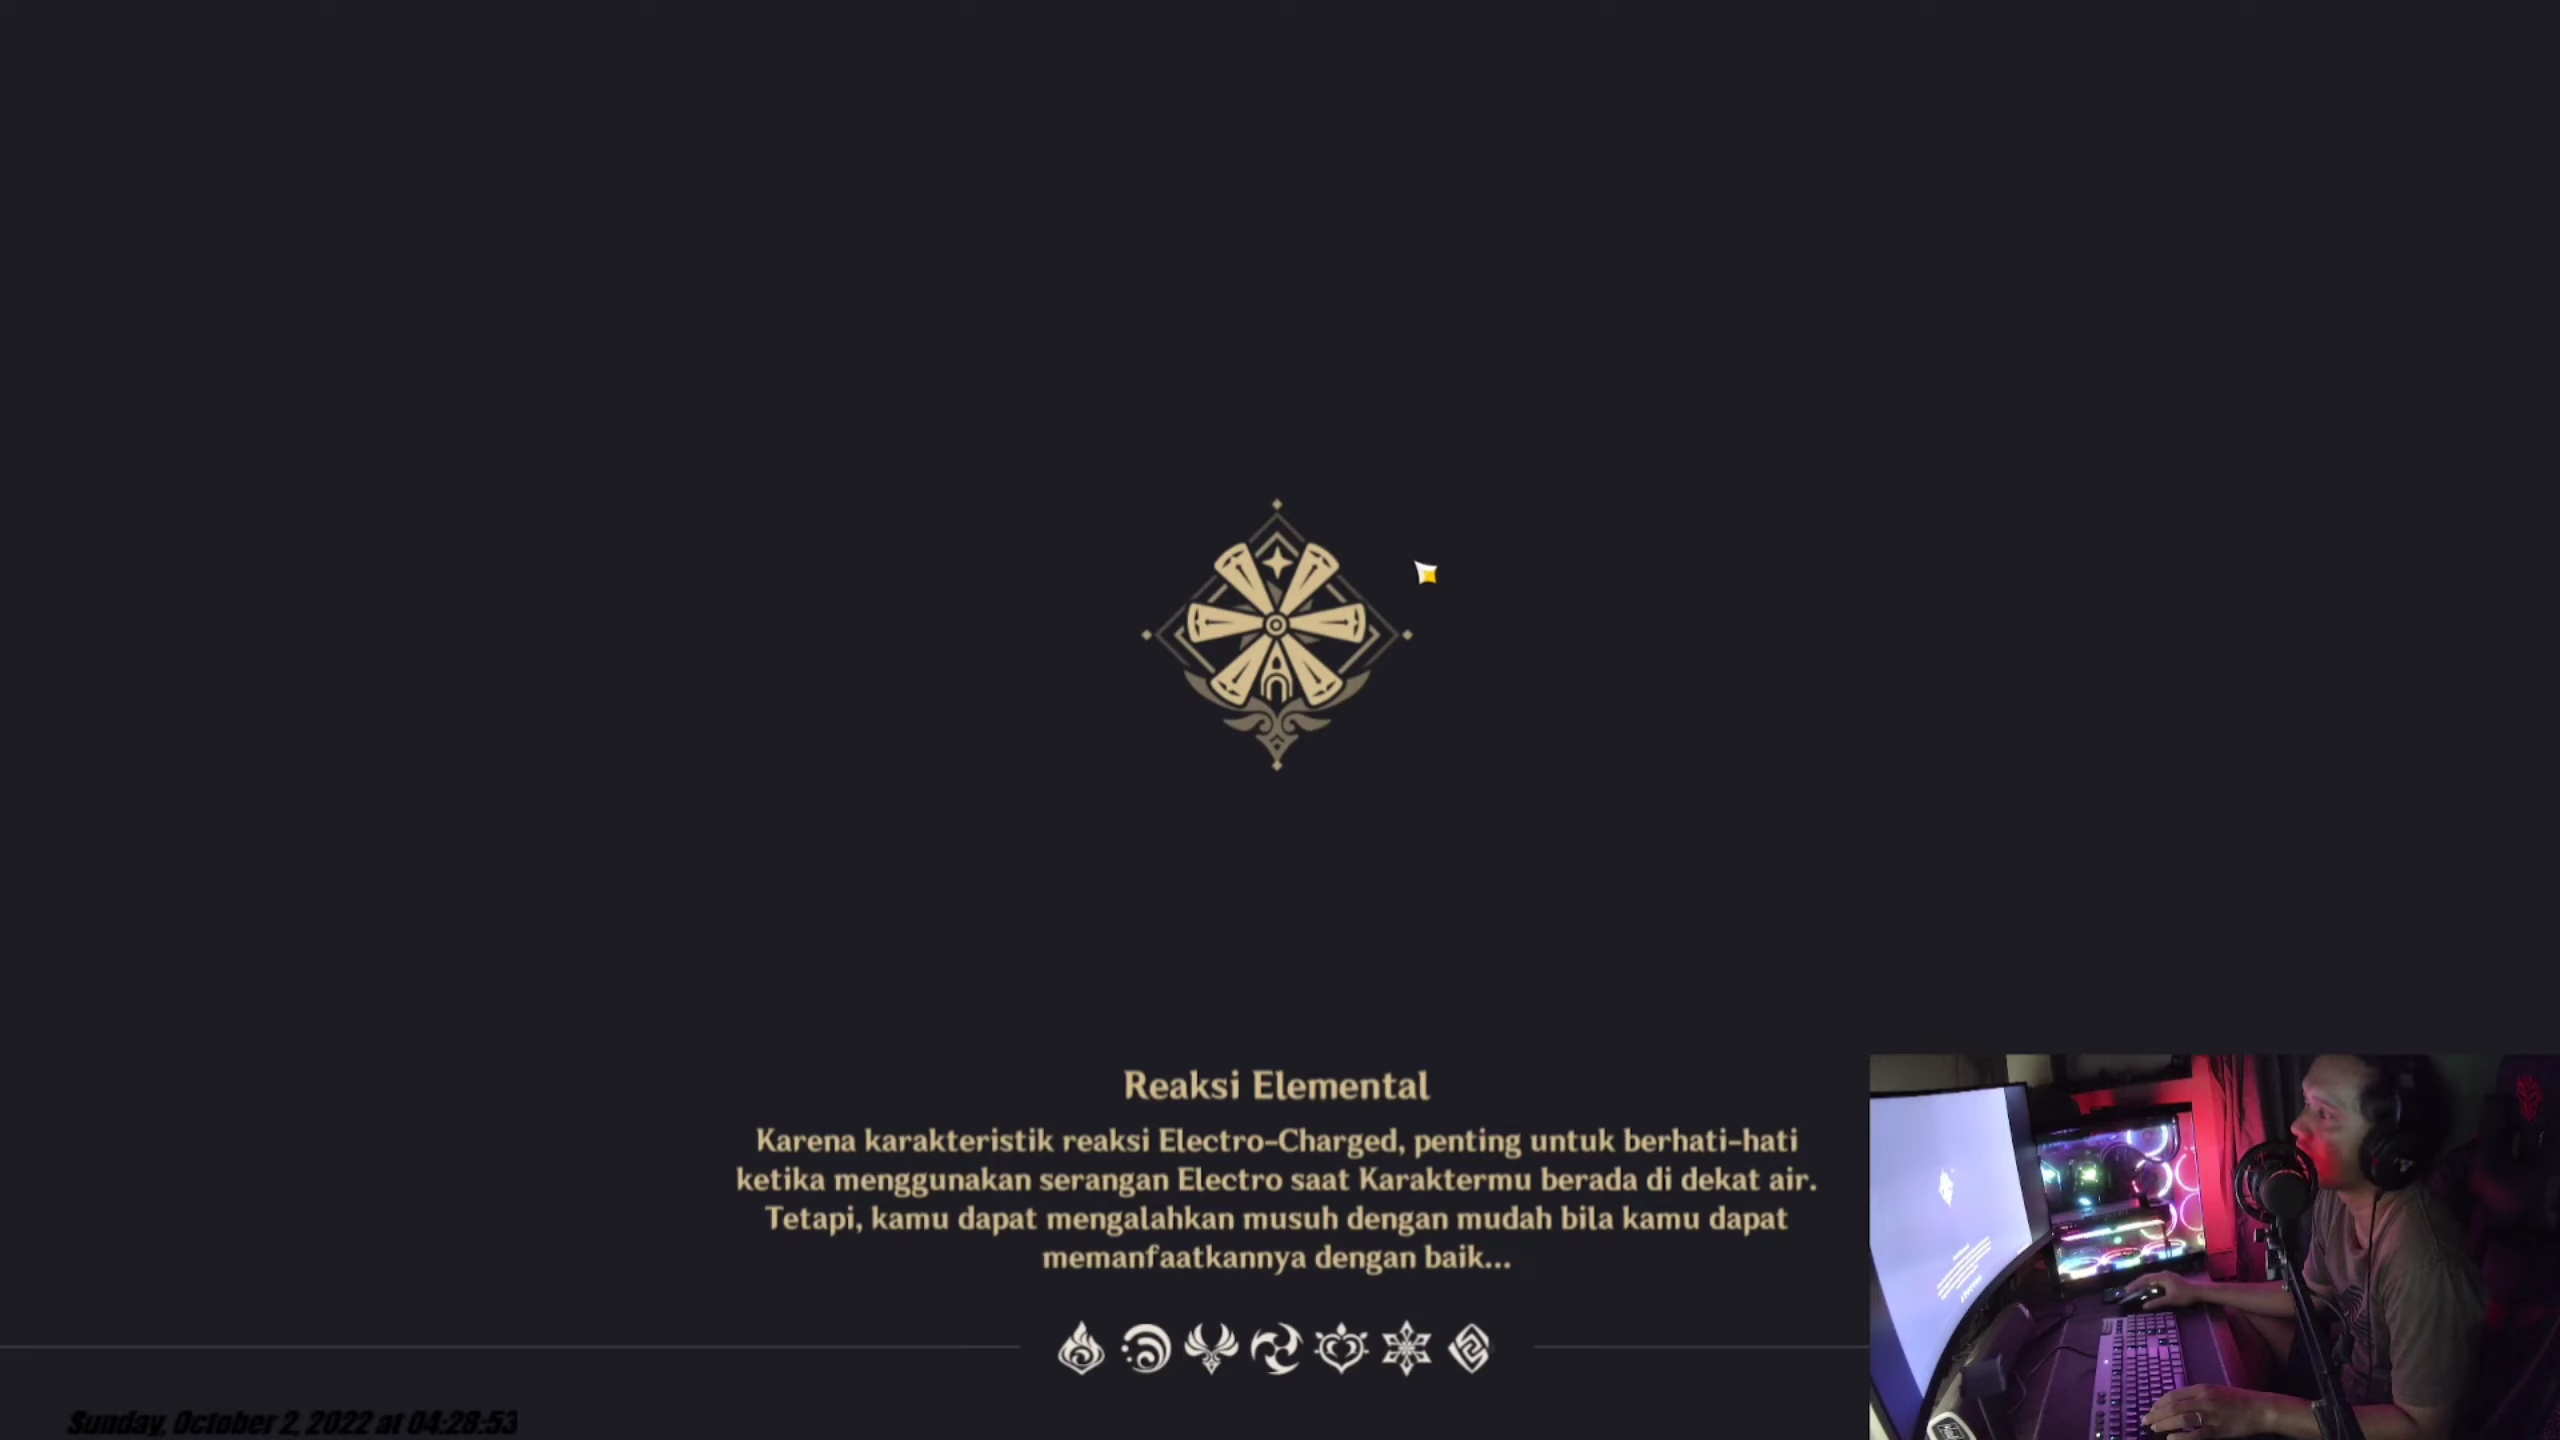 Reaksi Elemental
Karena karakteristik reaksi Electro-Charged, penting untuk berhati-hati
ketika menggunakan serangan Electro saat Karaktermu berada di dekat air.
Tetapi, kamu dapat mengalahkan musuh dengan mudah bila kamu dapat
memanfaatkannya dengan baik...
Sunday, October 2, 2022 at 04:28:53